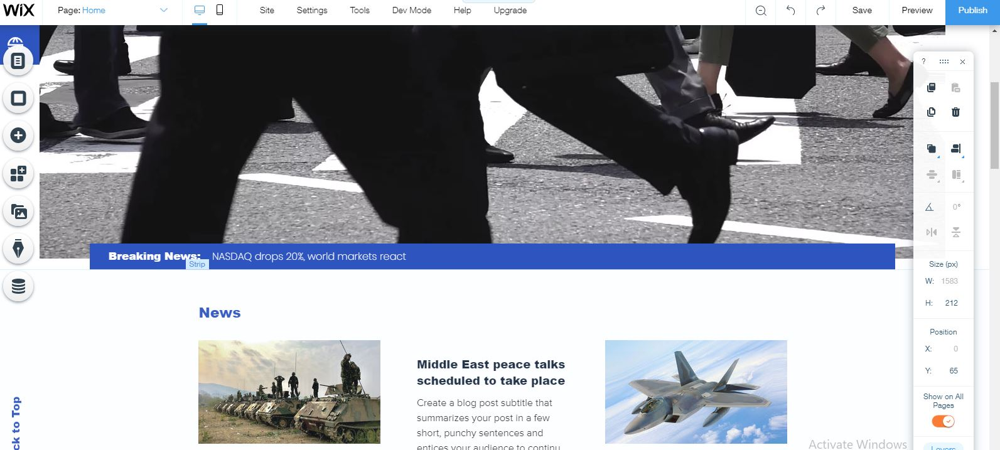 WiX
Page: Home
Site
Settings
Tools
Dev Mode
Help
Upgrade
Save
Preview
Publish
?
0°
Size (px)
W: 1583
H: 212
Position
X: 0
Y: 65
Show on All
Pages
Layers
Breaking News: NASDAQ drops 20%, world markets react
Strip
News
Middle East peace talks
scheduled to take place
Create a blog post subtitle that
summarizes your post in a few
short, punchy sentences and
entices your audience to continu
ck to Top
Activate Windows